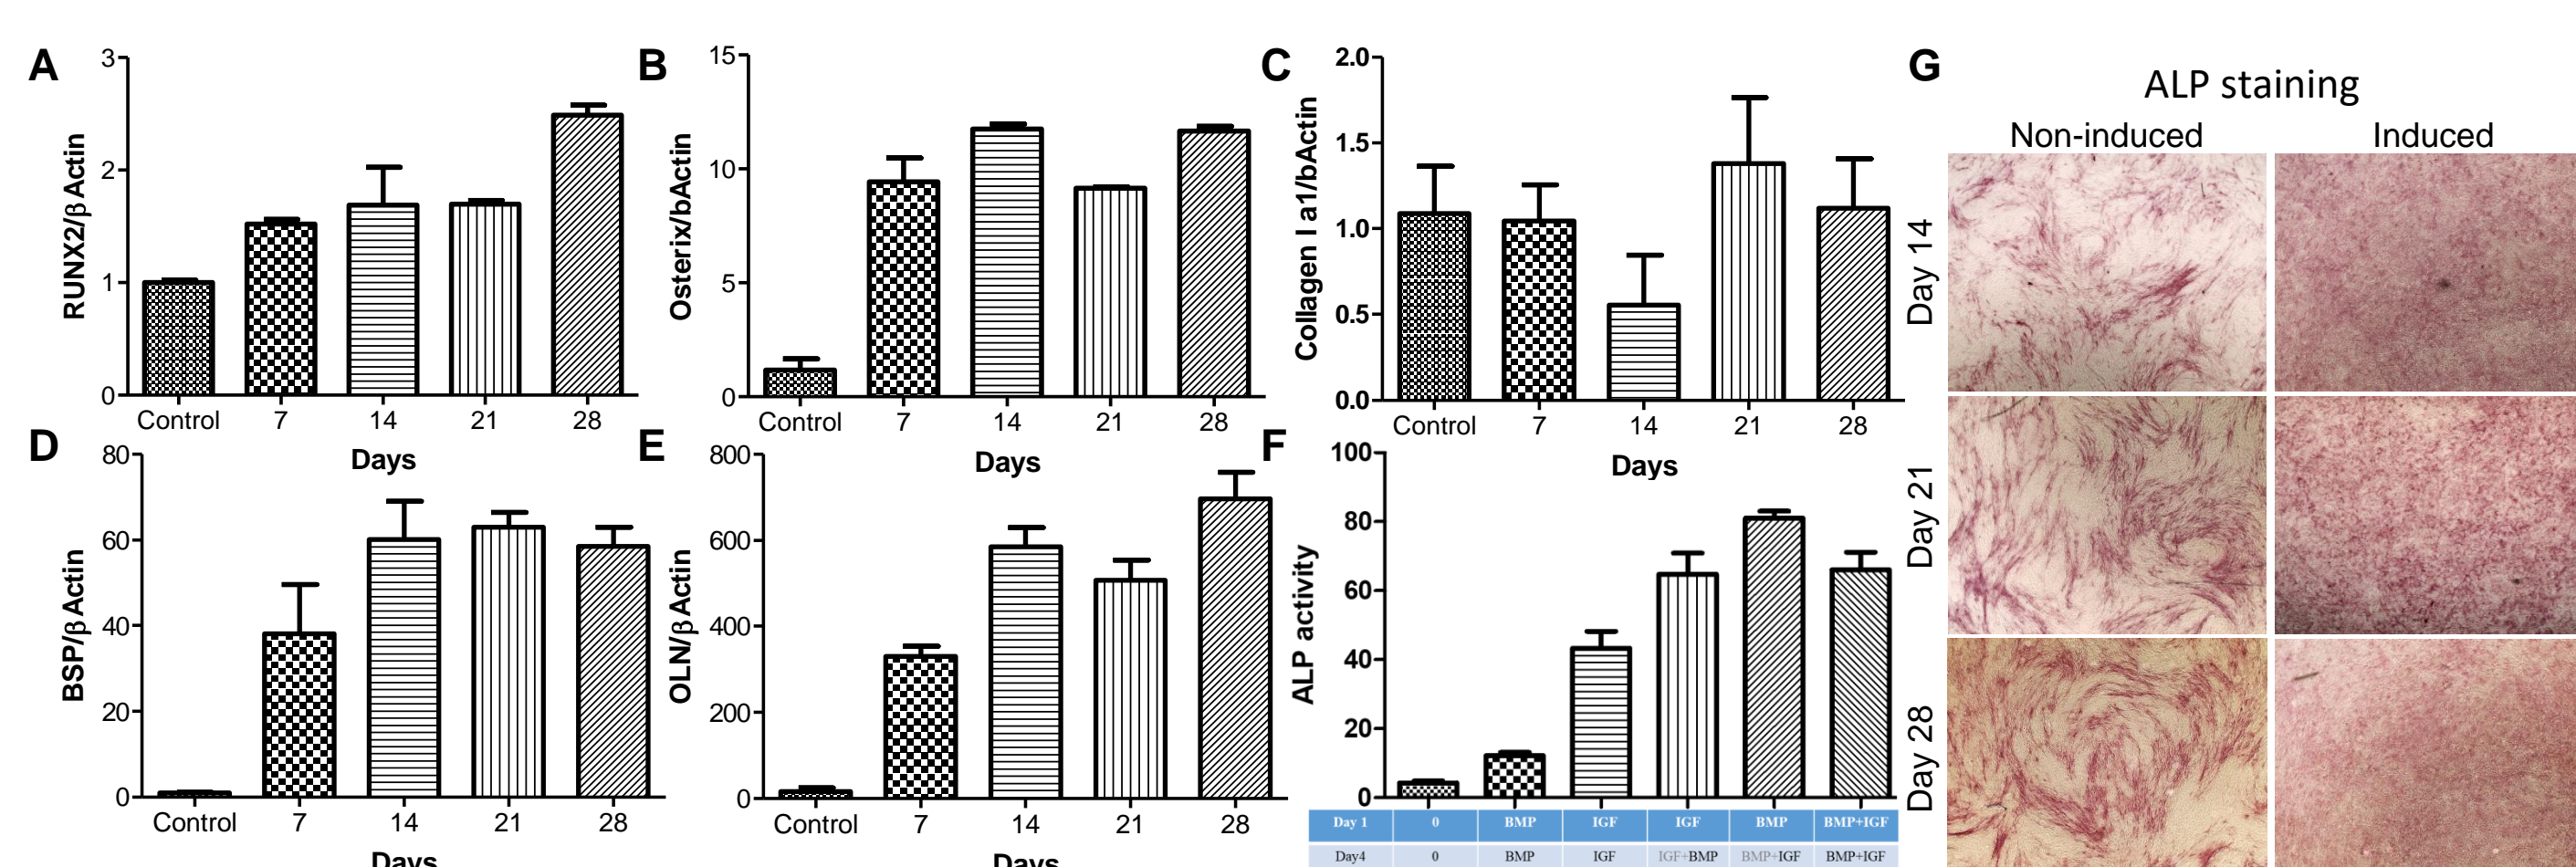 A
3
2
1
0
RUNX2/β Actin
Control 7 14 21 28
Days
B
15
10
5
0
Osterix/bActin
Control 7 14 21 28
Days
C
2.0
1.5
1.0
0.5
0.0
Collagen I a1/bActin
Control 7 14 21 28
Days
D
80
60
40
20
0
BSP/β Actin
Control 7 14 21 28
Days
E
800
600
400
200
0
OLN/β Actin
Control 7 14 21 28
Days
F
100
80
60
40
20
0
ALP activity
Day 1 0 BMP IGF IGF BMP BMP+IGF
Day4 0 BMP IGF IGF+BMP BMP+IGF BMP+IGF
G
ALP staining
Non-induced Induced
Day 14
Day 21
Day 28